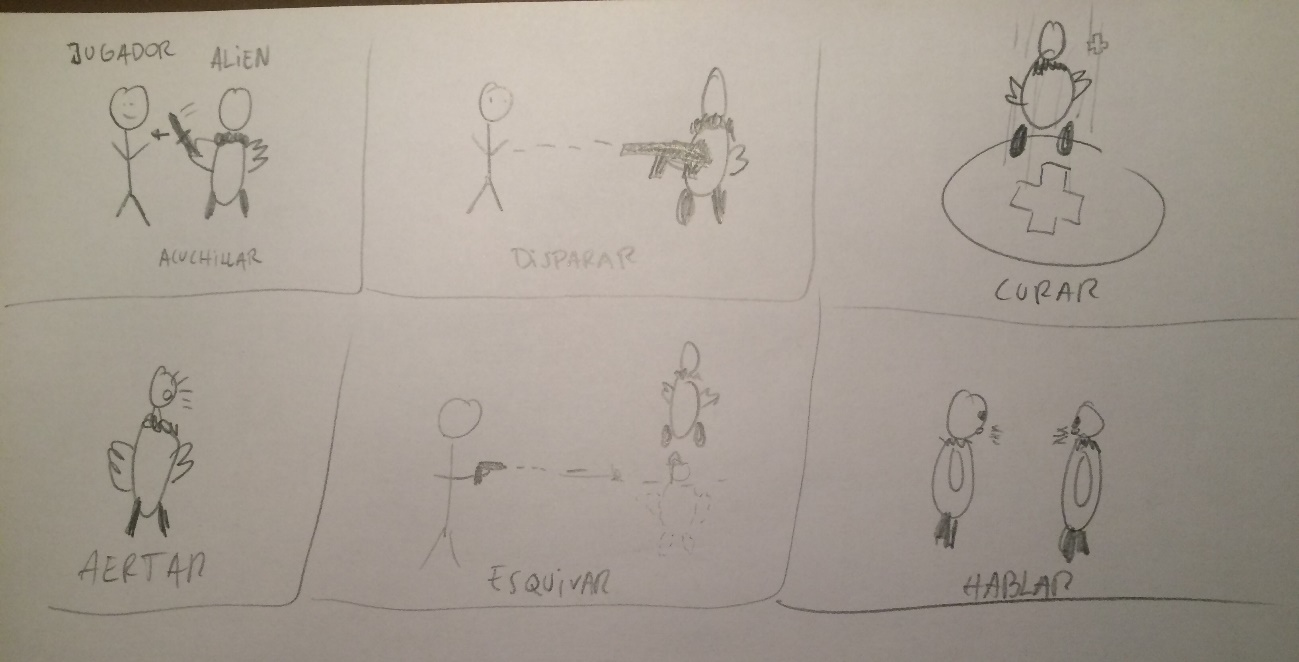 JUGADOR
ALIEN
ACUCHILLAR
DISPARAR
CURAR
AERTAR
ESQUIVAR
HABLAR